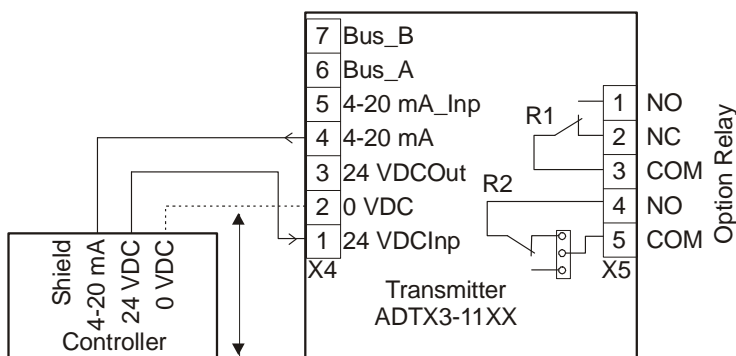 7 Bus_B
6 Bus_A
5 4-20 mA_Inp
4 4-20 mA
3 24 VDCOut
2 0 VDC
1 24 VDCInp
X4
R1
R2
1 NO
2 NC
3 COM
4 NO
5 COM
X5
Option Relay
Transmitter
ADTX3-11XX
Shield
4-20 mA
24 VDC
0 VDC
Controller